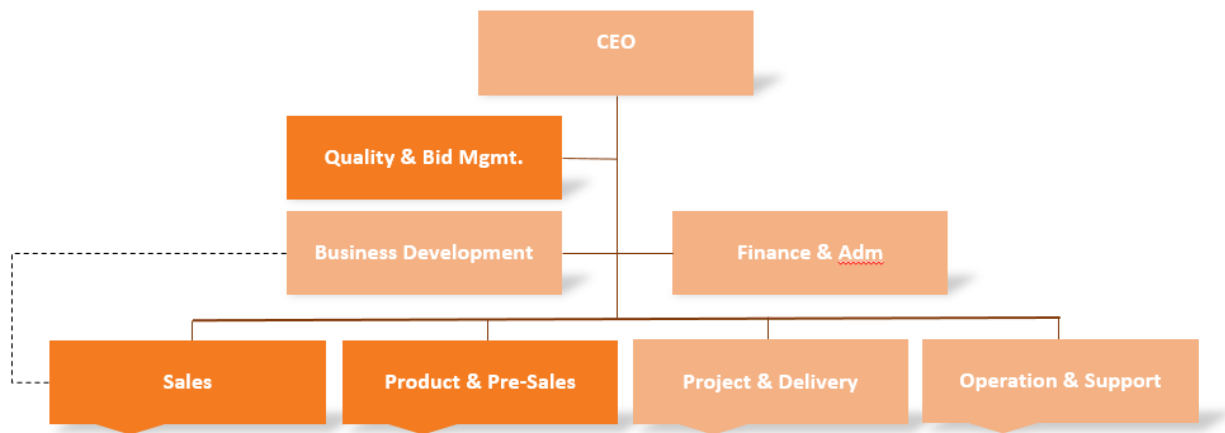 CEO
Quality & Bid Mgmt.
Business Development
Finance & Adm
Sales
Product & Pre-Sales
Project & Delivery
Operation & Support